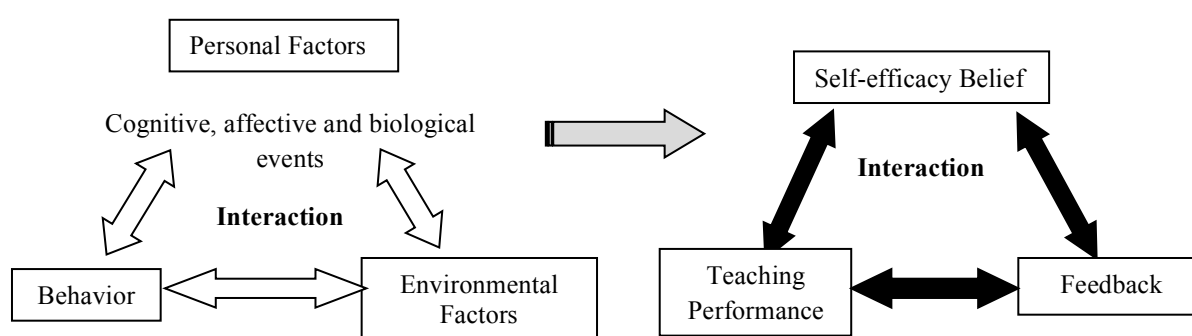 Personal Factors
Cognitive, affective and biological
events
Interaction
Behavior
Environmental
Factors
Self-efficacy Belief
Interaction
Teaching
Performance
Feedback